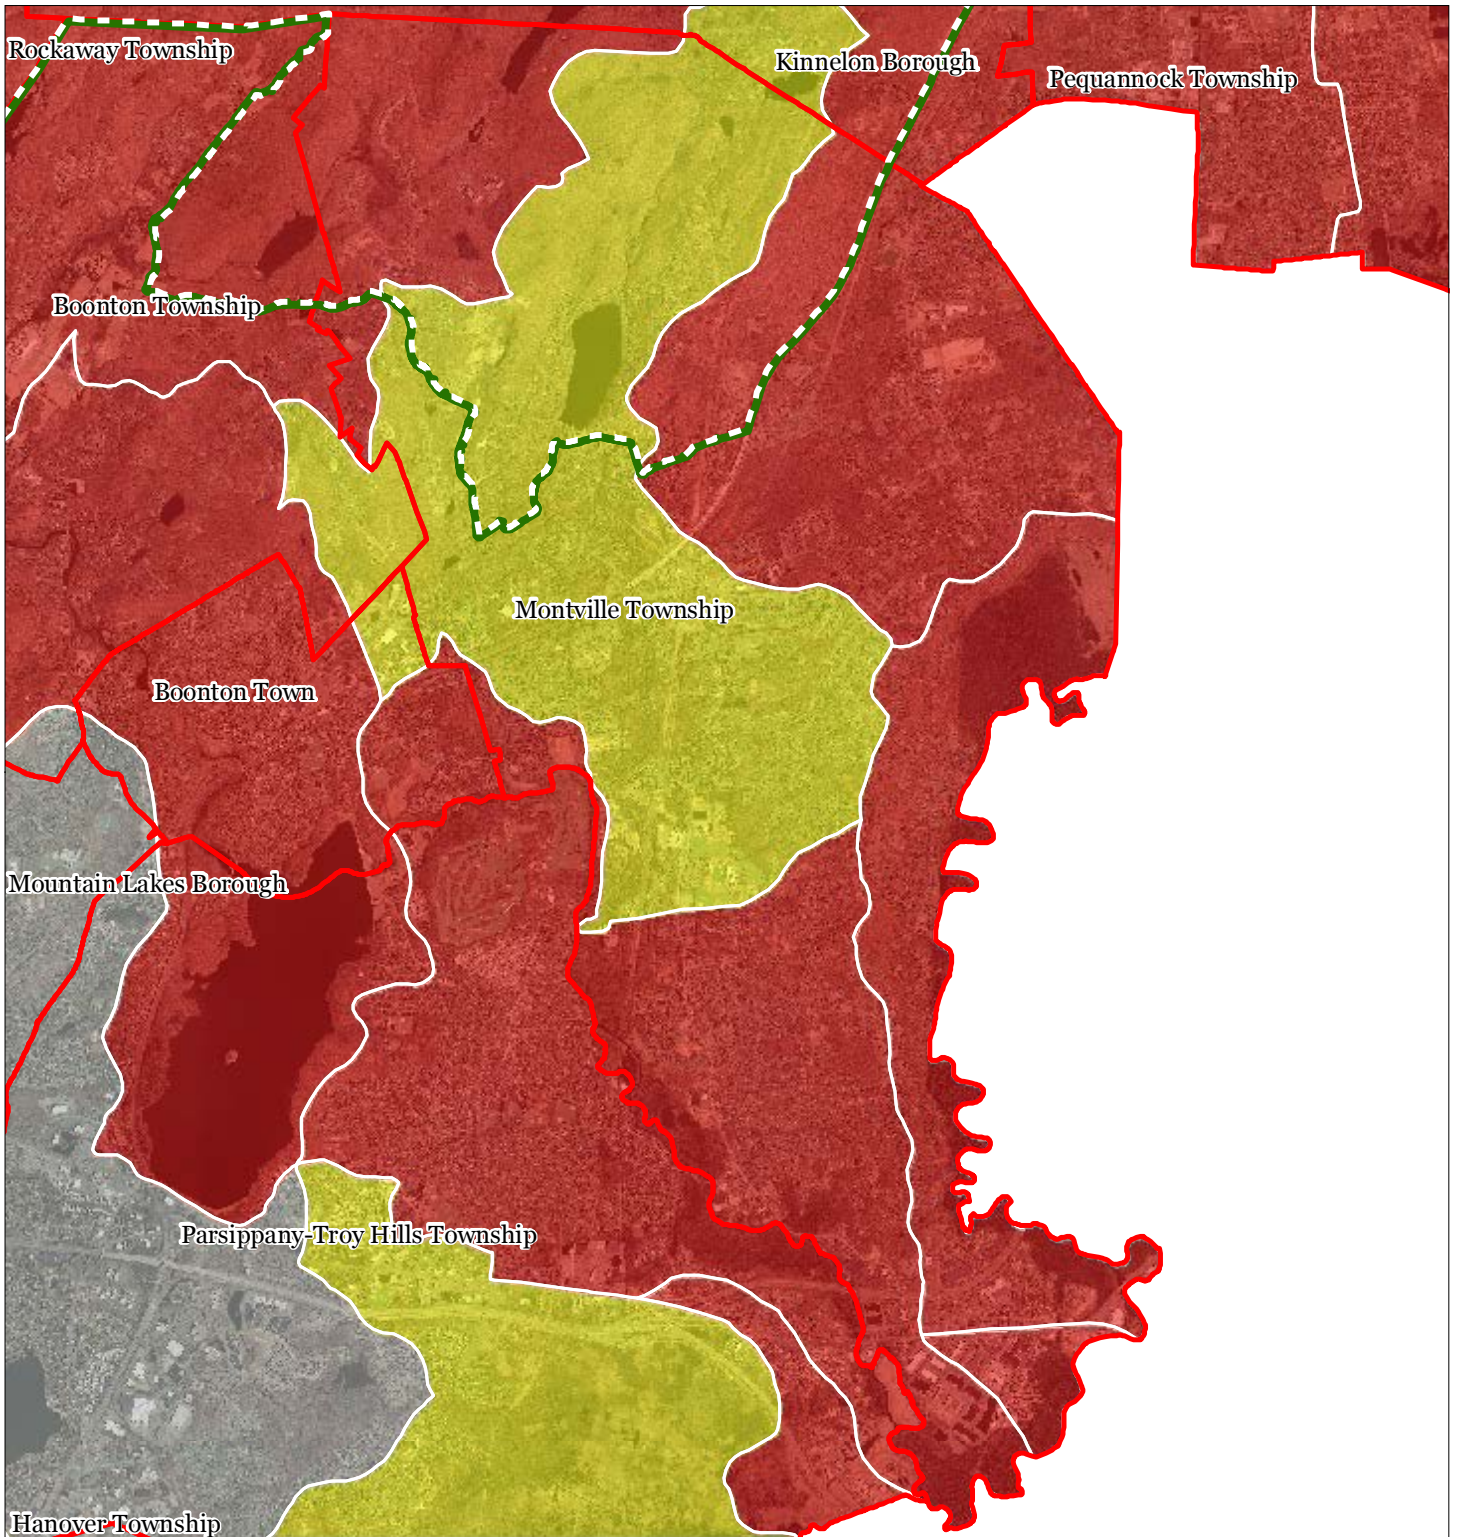 Rockaway Township
Kinnelon Borough
Pequannock Township
Boonton Township
Montville Township
Boonton Town
Mountain Lakes Borough
Parsippany-Troy Hills Township
Hanover Township